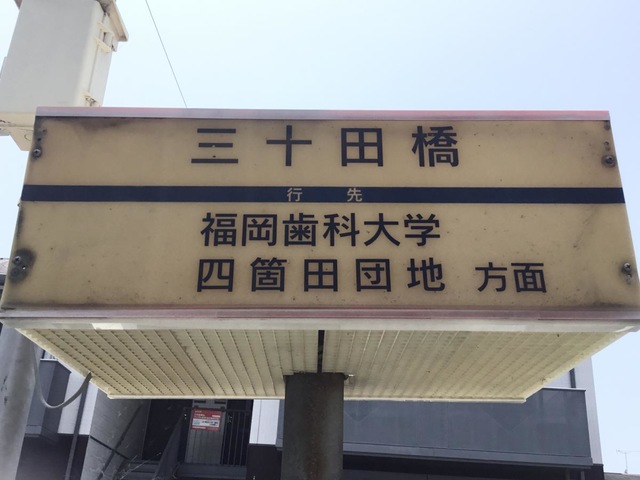 三十田橋
行先
福岡歯科大学
四箇田団地 方面